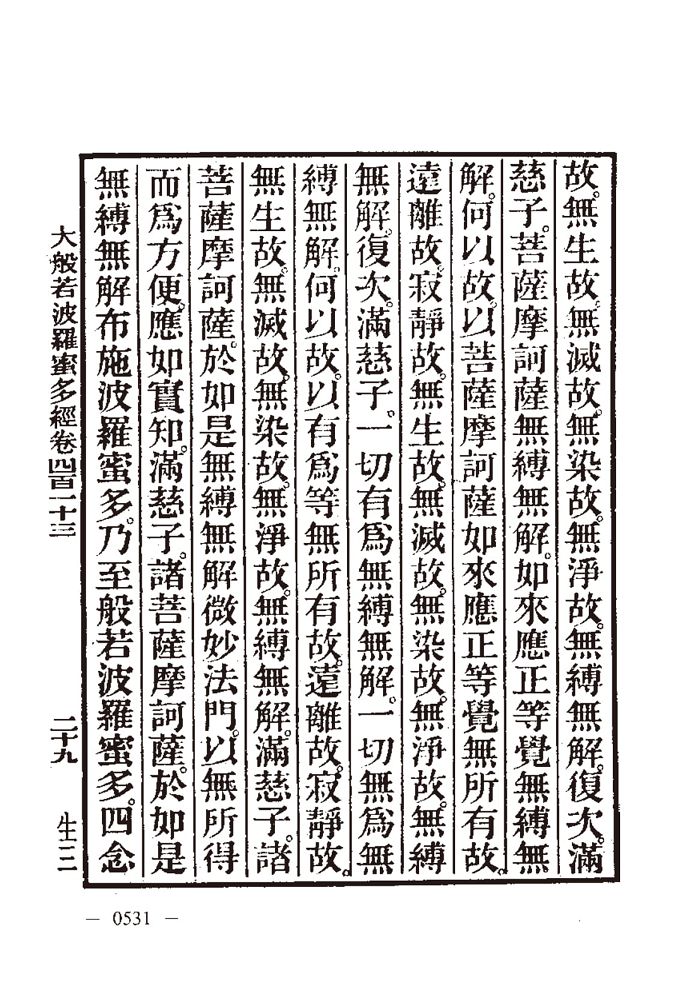 故。無生故。無滅故。無染故。無淨故。無縛無解。復次。滿
慈子。菩薩摩訶薩無縛無解。如來應正等覺無縛無
解。何以故。以菩薩摩訶薩如來應正等覺無所有故。
遠離故。寂靜故。無生故。無滅故。無染故。無淨故。無縛
無解。復次。滿慈子。一切有為無縛無解。一切無為無
縛無解。何以故。以有為等無所有故。遠離故。寂靜故。
無生故。無滅故。無染故。無淨故。無縛無解。滿慈子。諸
菩薩摩訶薩。於如是無縛無解微妙法門。以無所得
而為方便。應如實知。滿慈子。諸菩薩摩訶薩。於如是
無縛無解布施波羅蜜多。乃至般若波羅蜜多。四念
大般若波羅蜜多經卷四百一十三 二十九 生三
— 0531 —